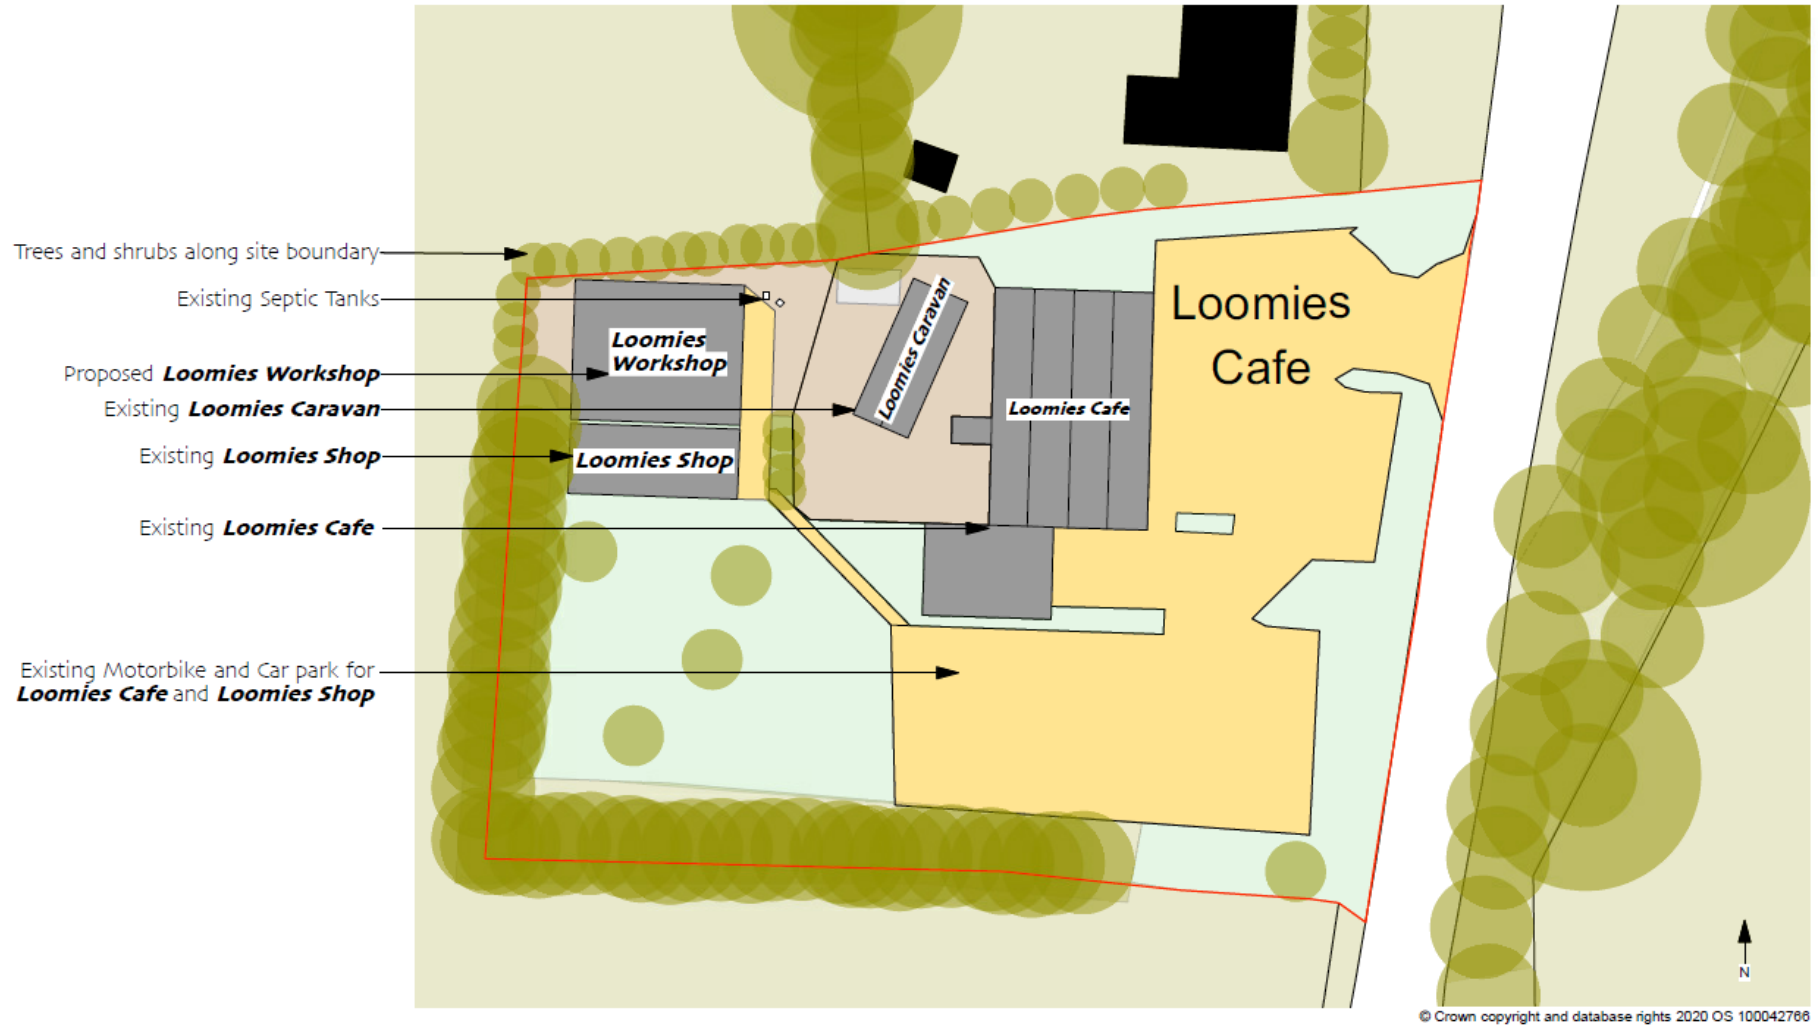 Trees and shrubs along site boundary
Existing Septic Tanks
Proposed Loomies Workshop
Existing Loomies Caravan
Existing Loomies Shop
Existing Loomies Cafe
Existing Motorbike and Car park for
Loomies Cafe and Loomies Shop
Loomies
Workshop
Loomies Shop
Loomies Caravan
Loomies Cafe
Loomies
Cafe
N
© Crown copyright and database rights 2020 OS 100042766